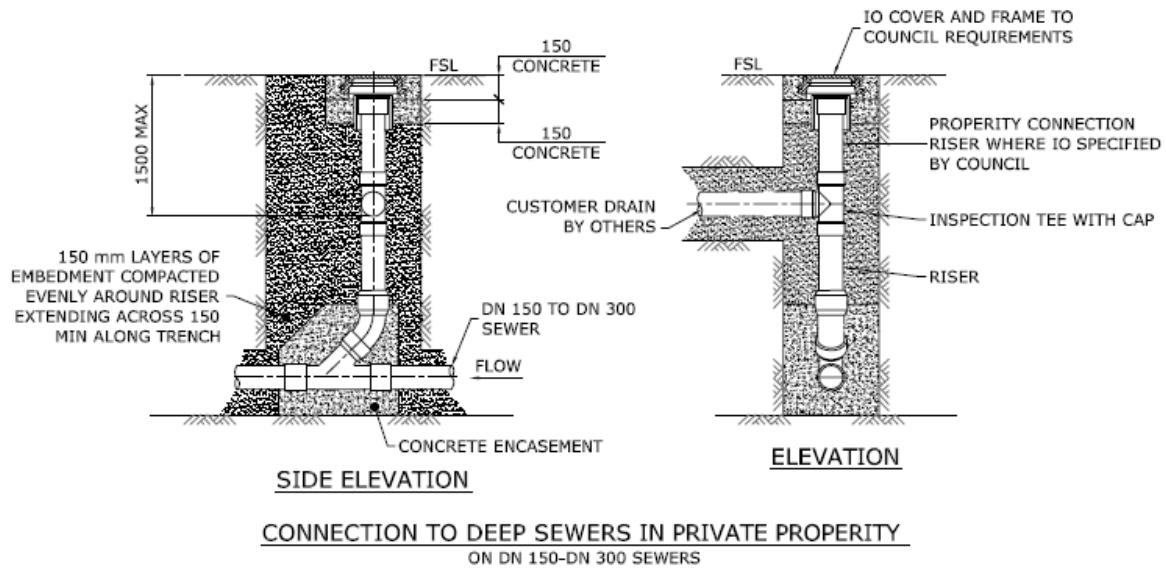 150
CONCRETE
FSL
1500 MAX
150
CONCRETE
150 mm LAYERS OF
EMBEDMENT COMPACTED
EVENLY AROUND RISER
EXTENDING ACROSS 150
MIN ALONG TRENCH
DN 150 TO DN 300
SEWER
FLOW
CONCRETE ENCASEMENT
SIDE ELEVATION
IO COVER AND FRAME TO
COUNCIL REQUIREMENTS
FSL
PROPERITY CONNECTION
RISER WHERE IO SPECIFIED
BY COUNCIL
CUSTOMER DRAIN
BY OTHERS
INSPECTION TEE WITH CAP
RISER
ELEVATION
CONNECTION TO DEEP SEWERS IN PRIVATE PROPERITY
ON DN 150-DN 300 SEWERS